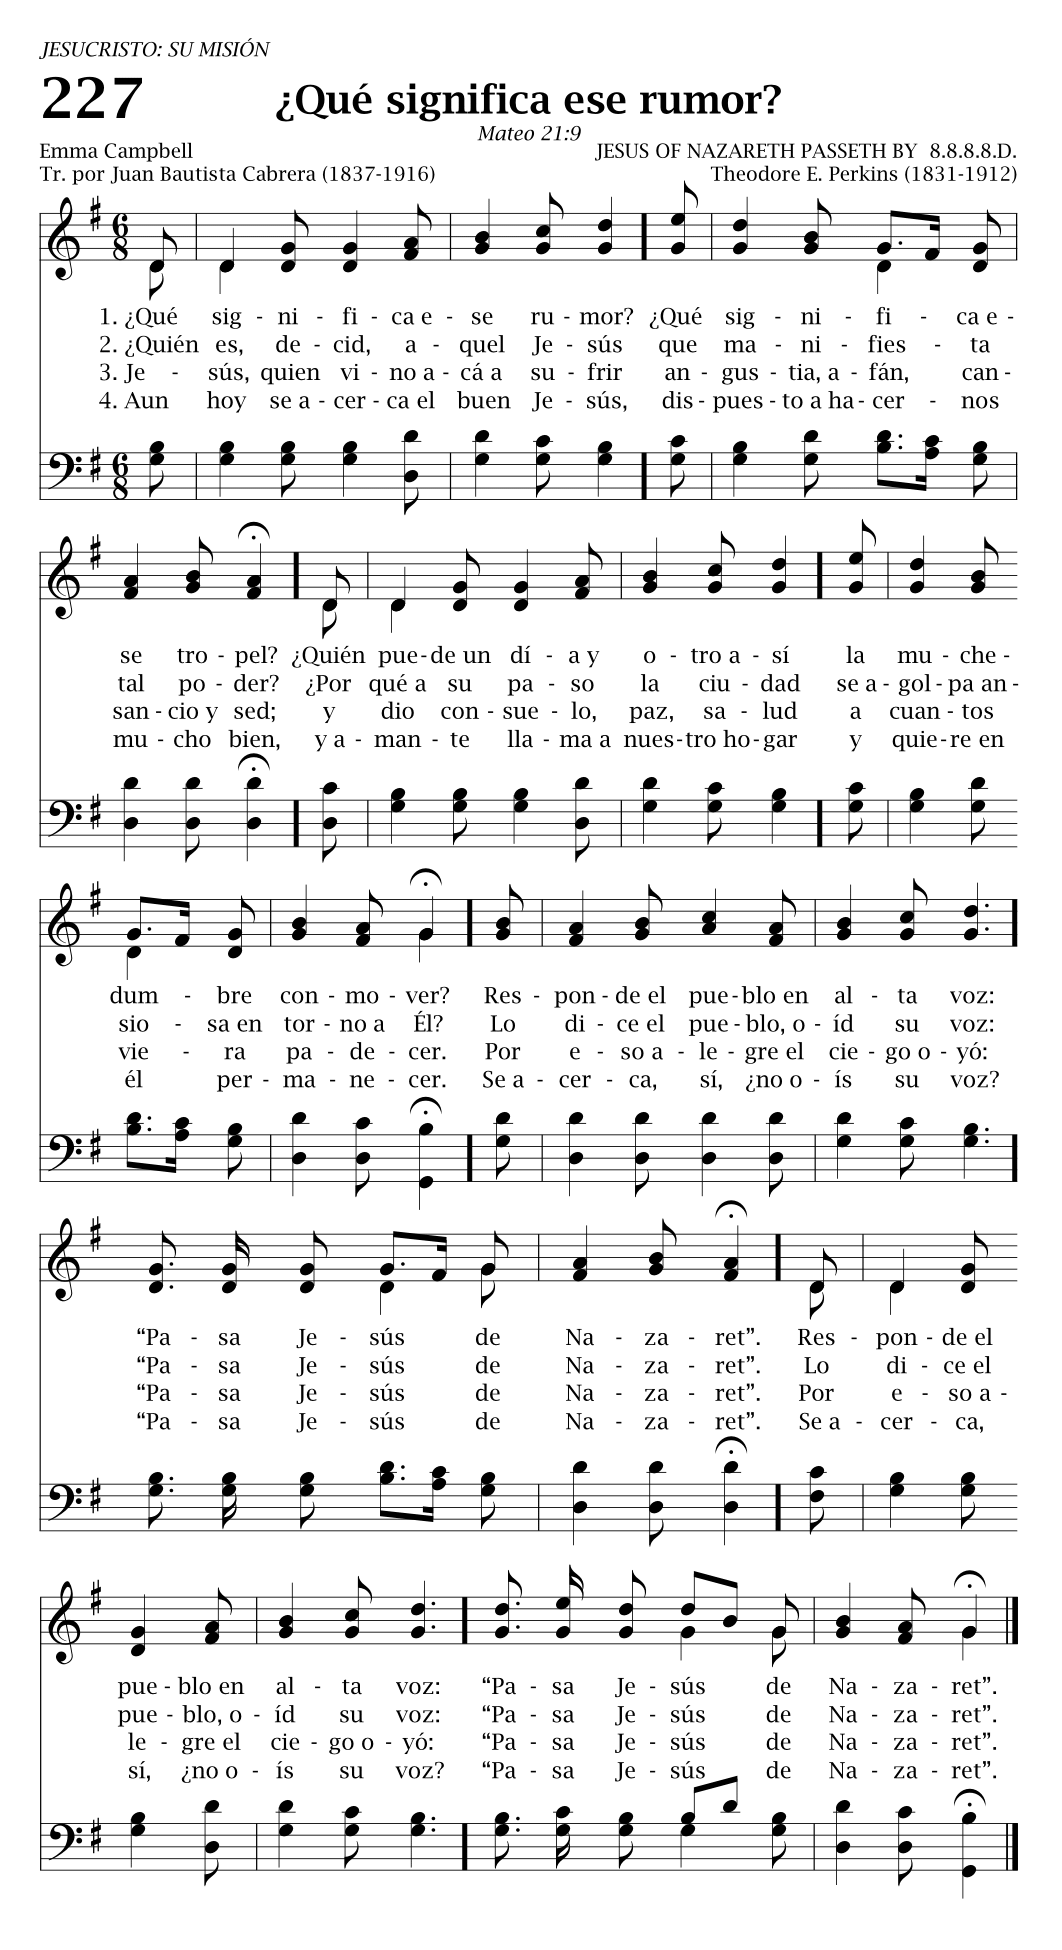 JESUCRISTO: SU MISIÓN
227 ¿Qué significa ese rumor?
Mateo 21:9
Emma Campbell JESUS OF NAZARETH PASSETH BY 8.8.8.8.D.
Tr. por Juan Bautista Cabrera (1837-1916) Theodore E. Perkins (1831-1912)
6 8
1. ¿Qué sig - ni - fi - ca e - se ru - mor? ¿Qué sig - ni - fi - ca e -
2. ¿Quién es, de - cid, a - quel Je - sús que ma - ni - fies - ta
3. Je - sús, quien vi - no a - cá a su - frir an - gus - tia, a - fán, can -
4. Aun hoy se a - cer - ca el buen Je - sús, dis - pues - to a ha - cer - nos
6 8
se tro - pel? ¿Quién pue - de un dí - a y o - tro a - sí la mu - che -
tal po - der? ¿Por qué a su pa - so la ciu - dad se a - gol - pa an -
san - cio y sed; y dio con - sue - lo, paz, sa - lud a cuan - tos
mu - cho bien, y a - man - te lla - ma a nues - tro ho - gar y quie - re en
dum - bre con - mo - ver? Res - pon - de el pue - blo en al - ta voz:
sio - sa en tor - no a Él? Lo di - ce el pue - blo, o - íd su voz:
vie - ra pa - de - cer. Por e - so a - le - gre el cie - go o - yó:
él per - ma - ne - cer. Se a - cer - ca, sí, ¿no o - ís su voz?
“Pa - sa Je - sús de Na - za - ret”. Res - pon - de el
“Pa - sa Je - sús de Na - za - ret”. Lo di - ce el
“Pa - sa Je - sús de Na - za - ret”. Por e - so a -
“Pa - sa Je - sús de Na - za - ret”. Se a - cer - ca,
pue - blo en al - ta voz: “Pa - sa Je - sús de Na - za - ret”.
pue - blo, o - íd su voz: “Pa - sa Je - sús de Na - za - ret”.
le - gre el cie - go o - yó: “Pa - sa Je - sús de Na - za - ret”.
sí, ¿no o - ís su voz? “Pa - sa Je - sús de Na - za - ret”.